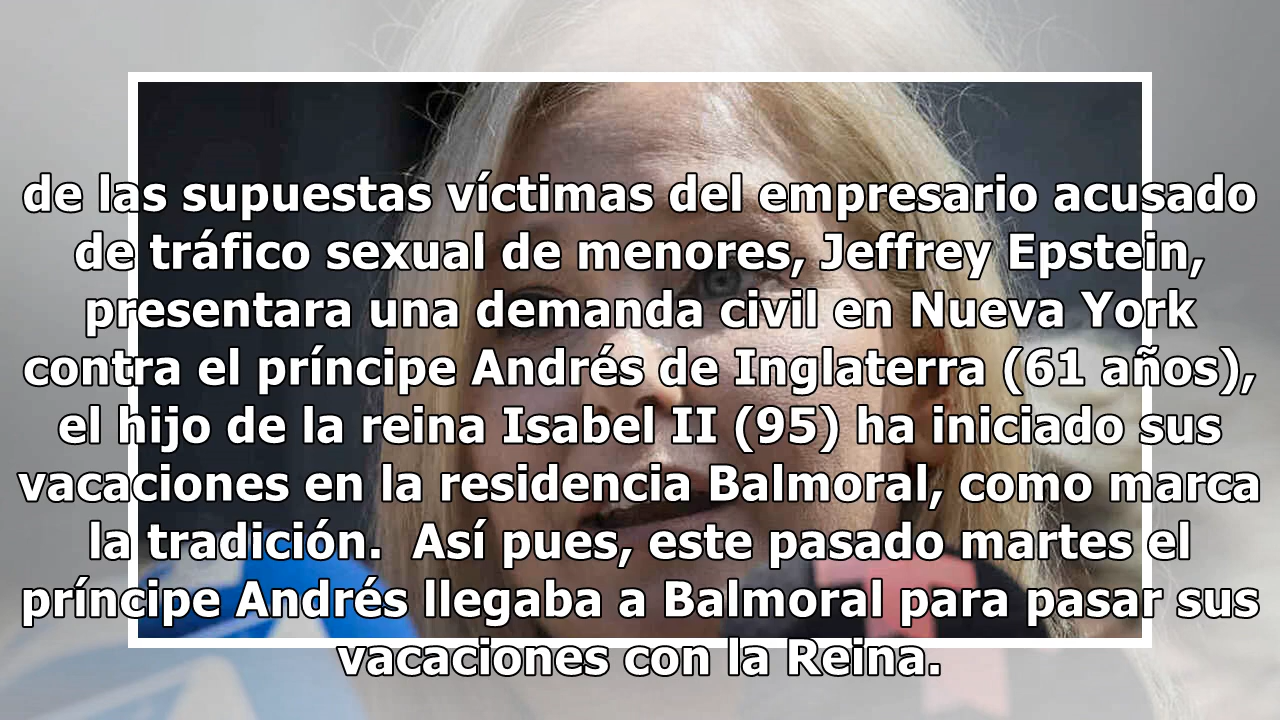 de las supuestas víctimas del empresario acusado
de tráfico sexual de menores, Jeffrey Epstein,
presentara una demanda civil en Nueva York
contra el príncipe Andrés de Inglaterra (61 años),
el hijo de la reina Isabel II (95) ha iniciado sus
vacaciones en la residencia Balmoral, como marca
la tradición.  Así pues, este pasado martes el
príncipe Andrés llegaba a Balmoral para pasar sus
vacaciones con la Reina.